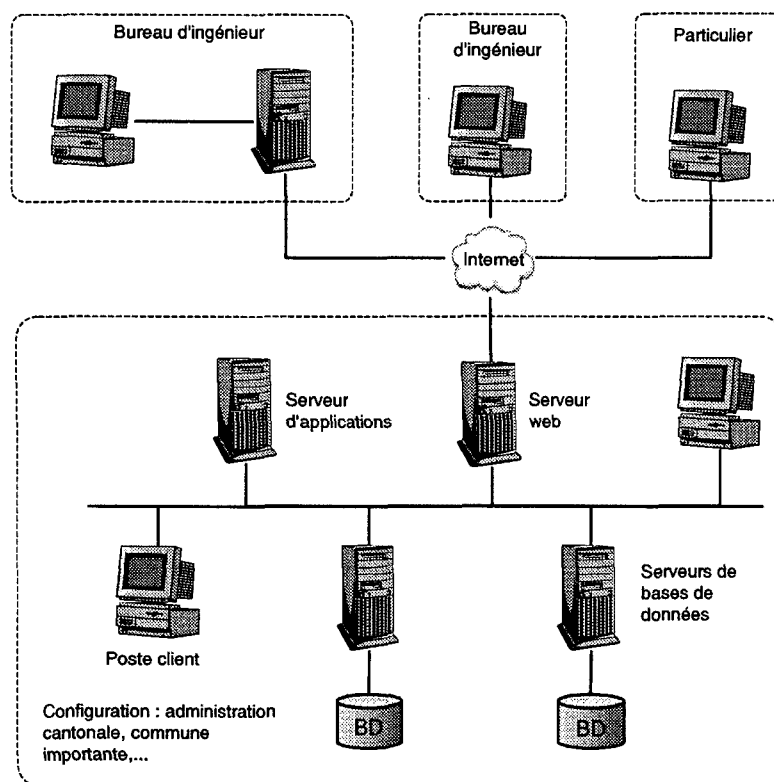 Bureau d'ingénieur
Bureau
d'ingénieur
Particulier
Internet
Serveur
d'applications
Serveur
web
Serveurs de
bases de
données
Poste client
Configuration : administration
cantonale, commune
importante,...
BD
BD